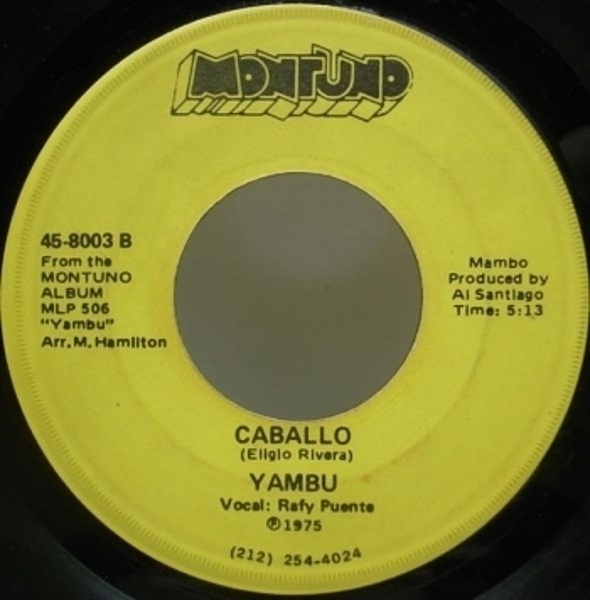 MONTUNO
45-8003 B
From the
MONTUNO
ALBUM
MLP 506
"Yambu"
Arr. M. Hamilton
Mambo
Produced by
Al Santiago
Time: 5:13
CABALLO
(Eligio Rivera)
YAMBU
Vocal: Rafy Puente
℗1975
(212) 254-4024